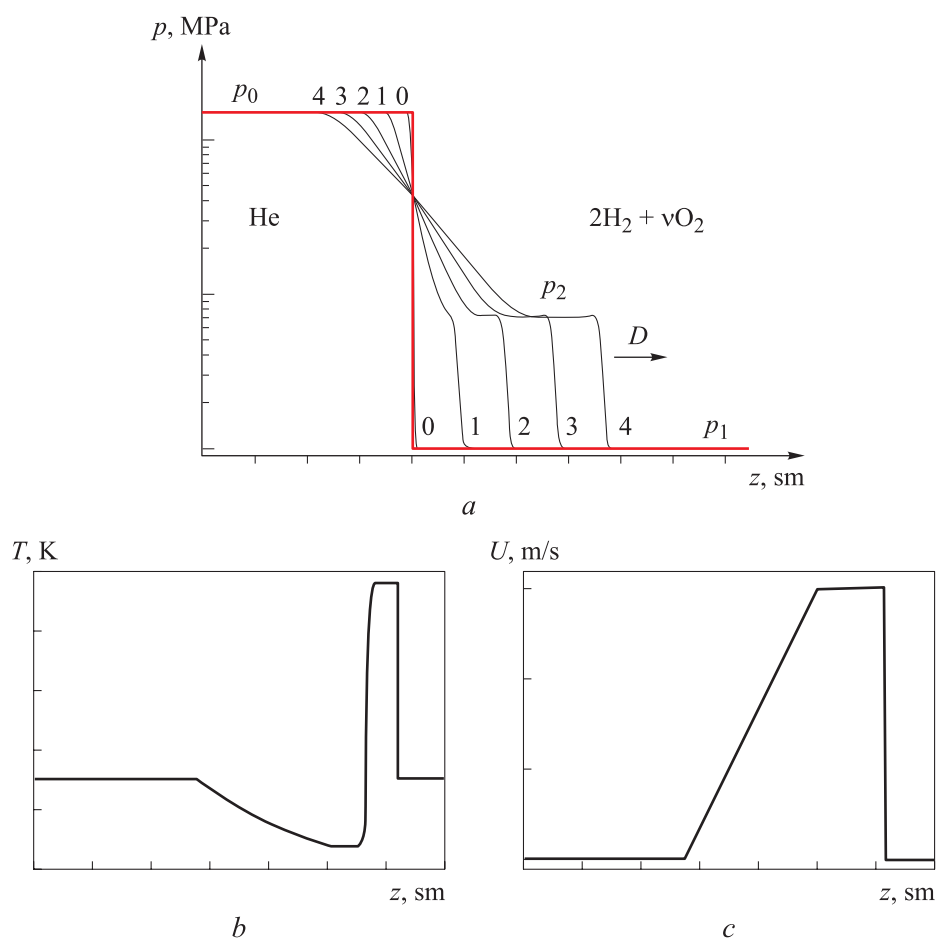 p, MPa
p0 4 3 2 1 0
He 2H2 + νO2
p2
D
0 1 2 3 4 p1
z, sm
a
T, K U, m/s
z, sm z, sm
b c